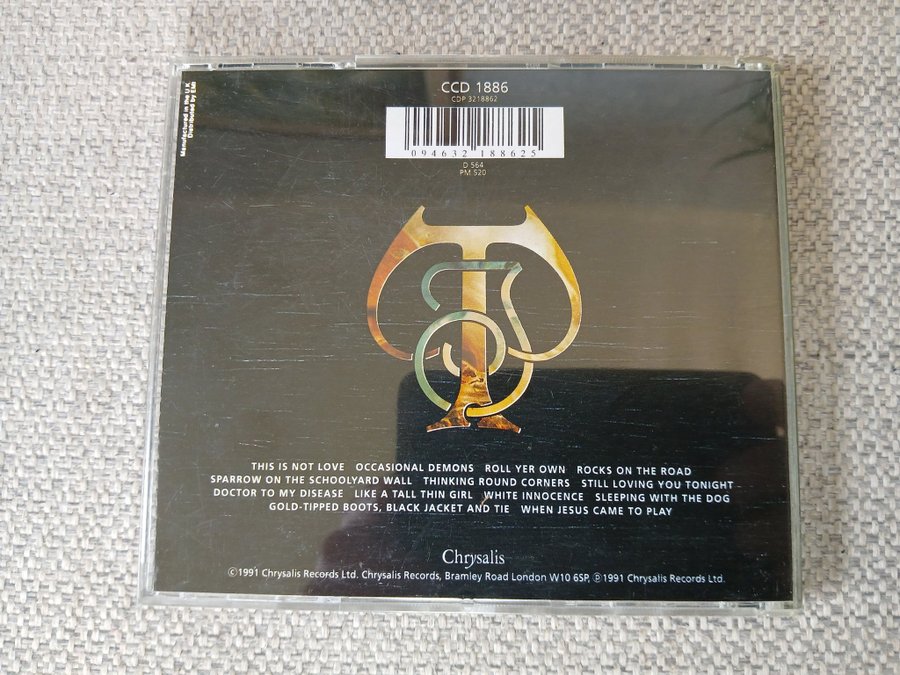 Manufactured in the U.K.
Distributed by EMI
CCD 1886
CDP 3218862
094632 188625
D 564
PM 520
THIS IS NOT LOVE OCCASIONAL DEMONS ROLL YER OWN ROCKS ON THE ROAD
SPARROW ON THE SCHOOLYARD WALL THINKING ROUND CORNERS STILL LOVING YOU TONIGHT
DOCTOR TO MY DISEASE LIKE A TALL THIN GIRL WHITE INNOCENCE SLEEPING WITH THE DOG
GOLD-TIPPED BOOTS, BLACK JACKET AND TIE WHEN JESUS CAME TO PLAY
Chrysalis
©1991 Chrysalis Records Ltd. Chrysalis Records, Bramley Road London W10 6SP, ℗1991 Chrysalis Records Ltd.